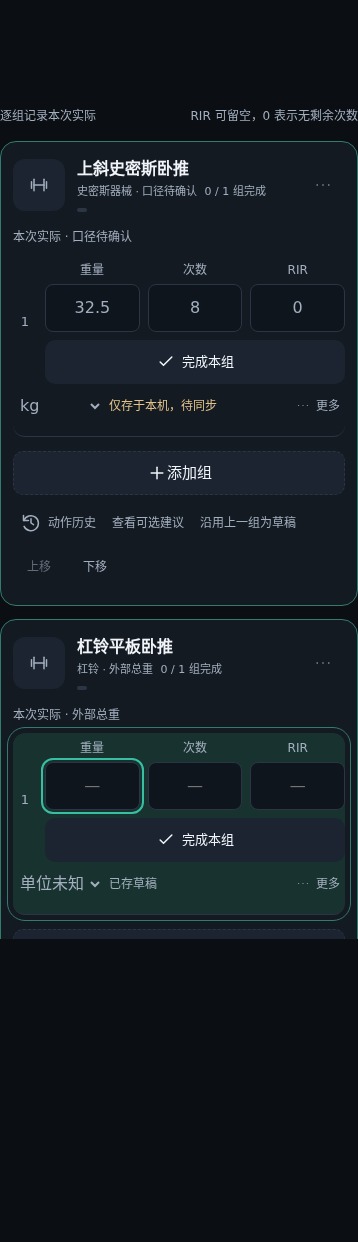 逐组记录本次实际 RIR 可留空，0 表示无剩余次数
上斜史密斯卧推
史密斯器械 · 口径待确认 0 / 1 组完成
···
本次实际 · 口径待确认
重量 次数 RIR
1 32.5 8 0
完成本组
kg 仅存于本机，待同步 ··· 更多
添加组
动作历史 查看可选建议 沿用上一组为草稿
上移 下移
杠铃平板卧推
杠铃 · 外部总重 0 / 1 组完成
···
本次实际 · 外部总重
重量 次数 RIR
1 — — —
完成本组
单位未知 已存草稿 ··· 更多